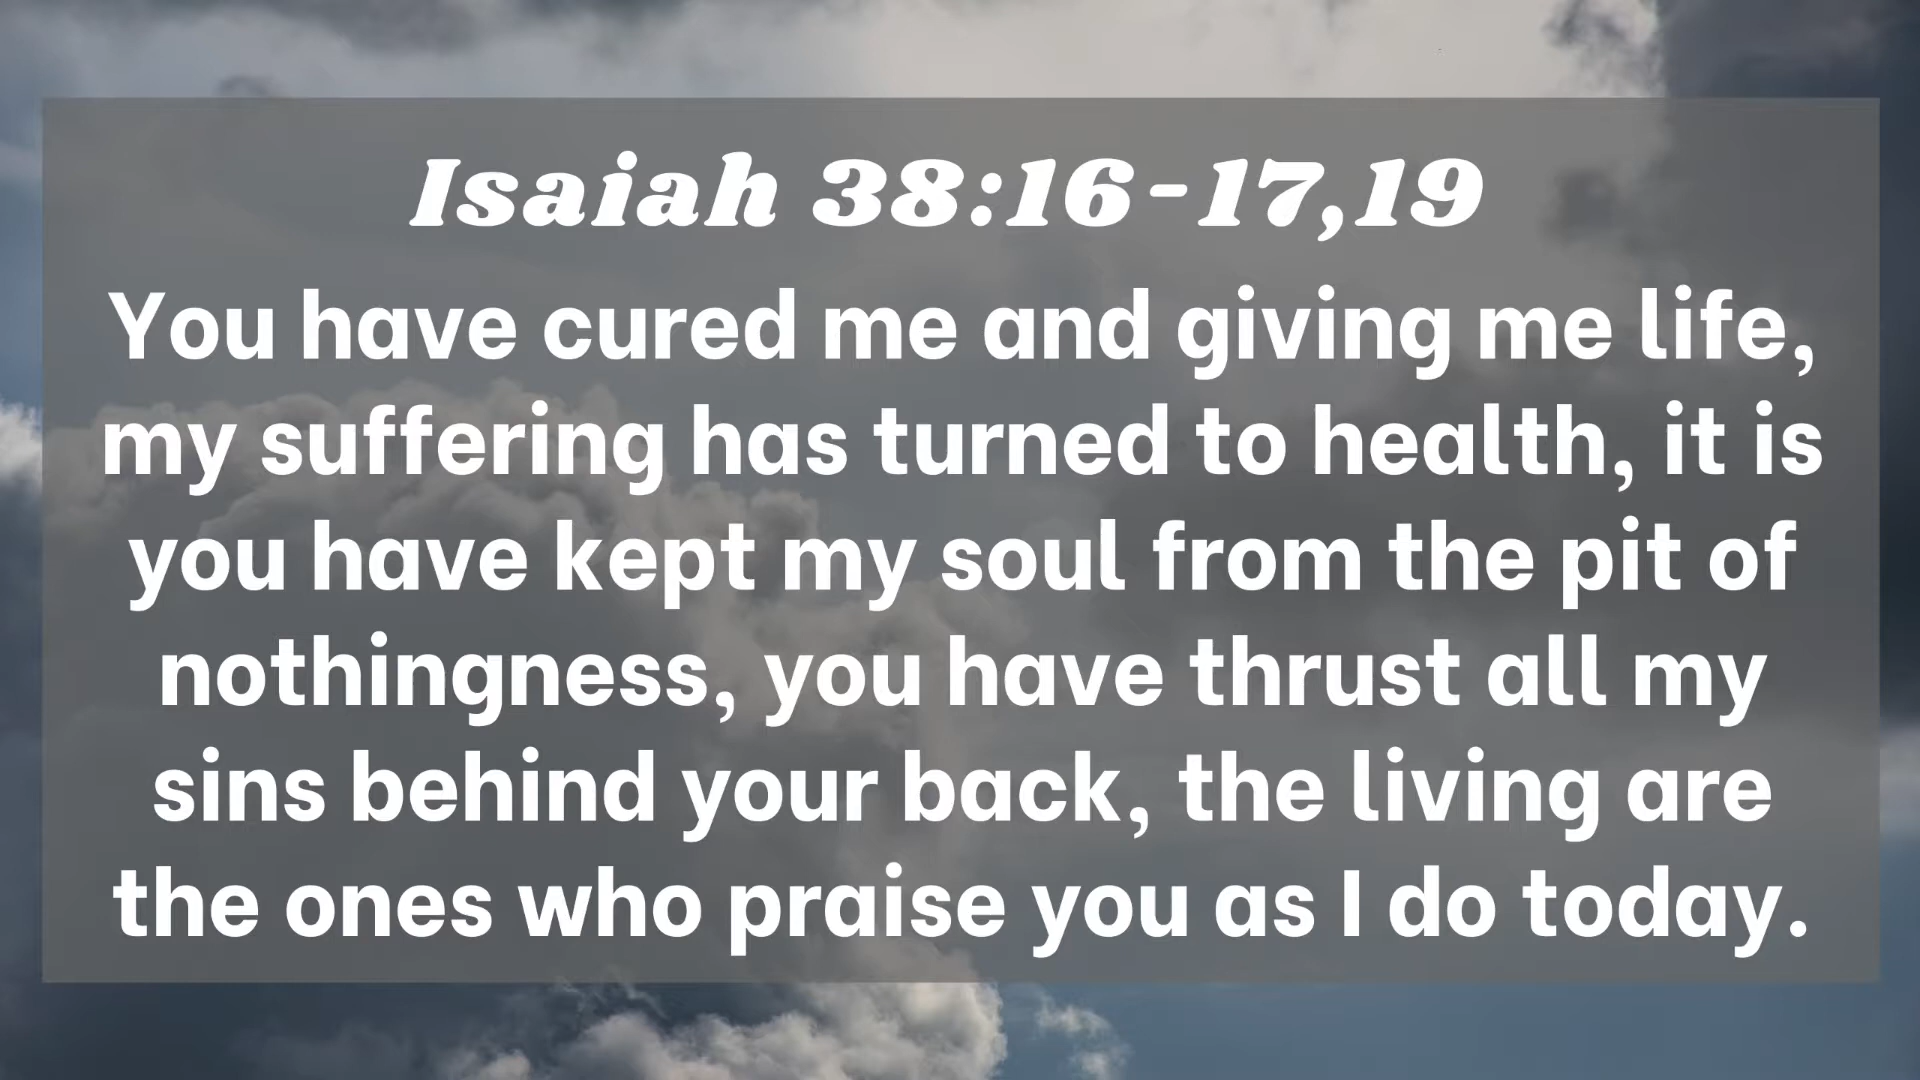 Isaiah 38:16-17,19
You have cured me and giving me life,
my suffering has turned to health, it is
you have kept my soul from the pit of
nothingness, you have thrust all my
sins behind your back, the living are
the ones who praise you as I do today.